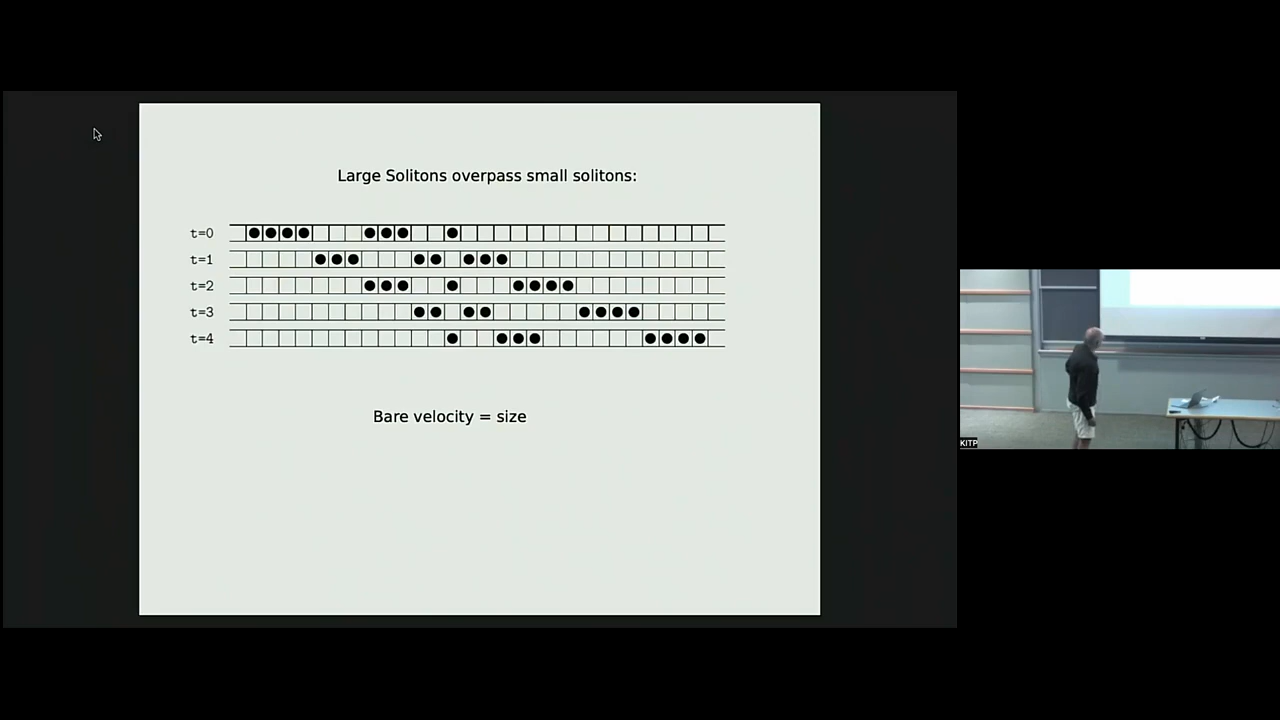 Large Solitons overpass small solitons:
t=0
t=1
t=2
t=3
t=4
Bare velocity = size
KITP